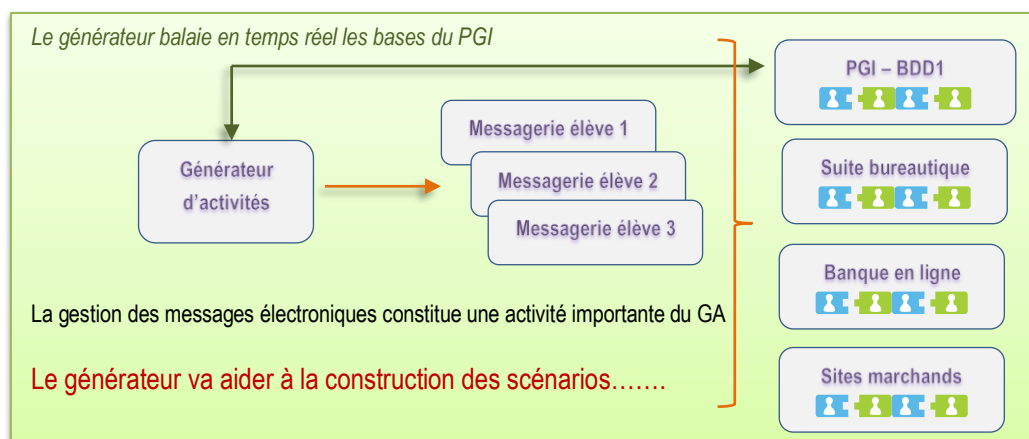 Le générateur balaie en temps réel les bases du PGI
PGI – BDD1
Messagerie élève 1
Générateur
d'activités
Messagerie élève 2
Suite bureautique
Messagerie élève 3
Banque en ligne
La gestion des messages électroniques constitue une activité importante du GA
Le générateur va aider à la construction des scénarios…….
Sites marchands